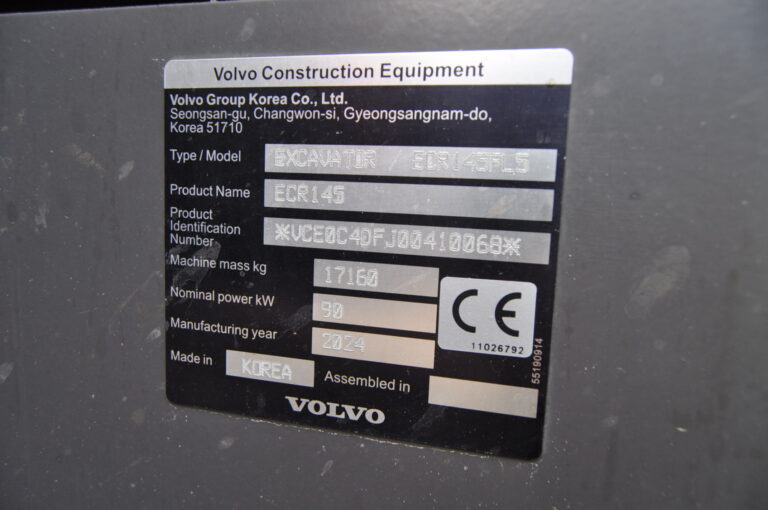 Volvo Construction Equipment
Volvo Group Korea Co., Ltd.
Seongsan-gu, Changwon-si, Gyeongsangnam-do,
Korea 51710
Type / Model EXCAVATOR / ECR145FL5
Product Name ECR145
Product
Identification
Number *VCE0C4DFJ00410068*
Machine mass kg 17160
Nominal power kW 90
Manufacturing year 2024
CE
11026792
55190914
Made in KOREA Assembled in
VOLVO